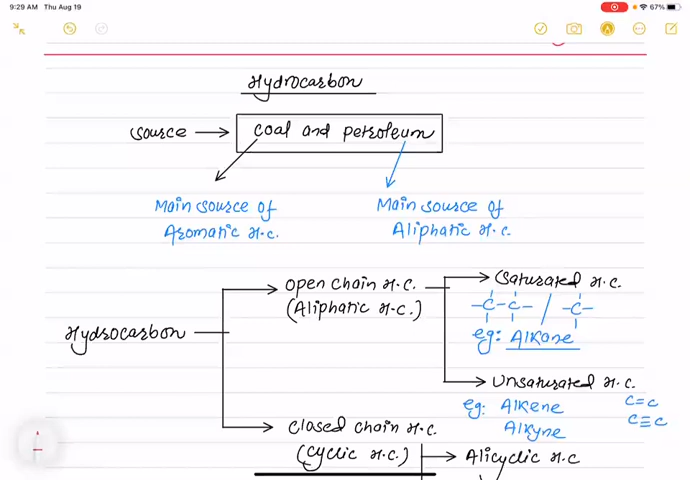 9:29 AM Thu Aug 19
67%
Hydrocarbon
Source → coal and petroleum
Main source of
Aromatic H.C.
Main source of
Aliphatic H.C.
Hydrocarbon
open chain H.C.
(Aliphatic H.C.)
Saturated H.C.
-C-C- / -C-
eg: Alkane
Unsaturated H.C.
eg: Alkene C=C
Alkyne C≡C
closed chain H.C.
(cyclic H.C.)
Alicyclic H.C